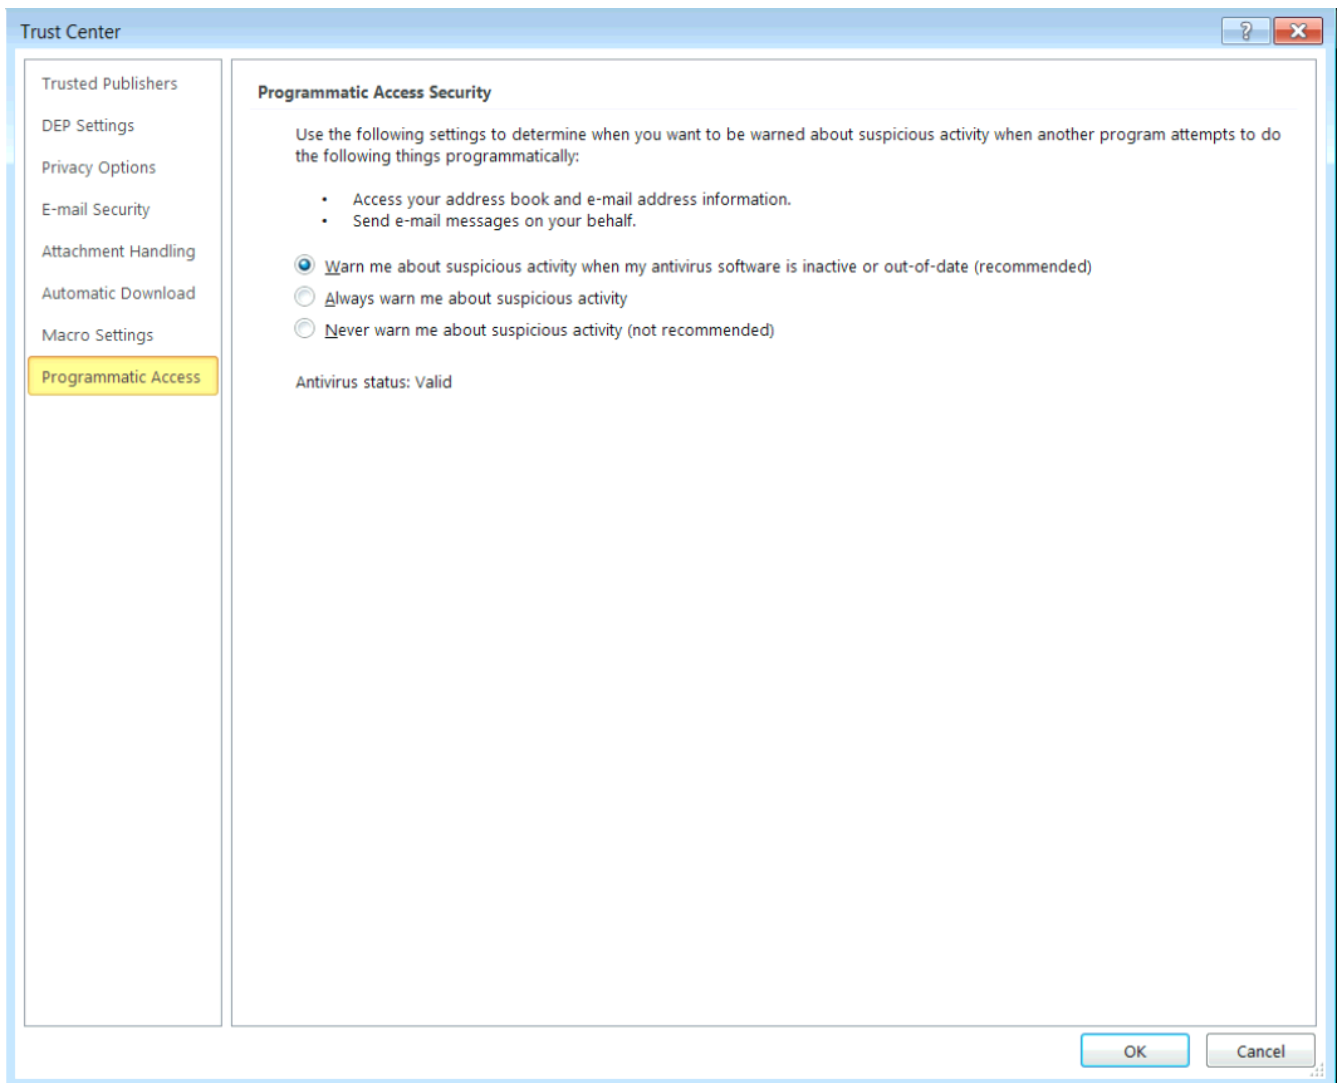 Trust Center
?
Trusted Publishers
DEP Settings
Privacy Options
E-mail Security
Attachment Handling
Automatic Download
Macro Settings
Programmatic Access
Programmatic Access Security
Use the following settings to determine when you want to be warned about suspicious activity when another program attempts to do
the following things programmatically:
• Access your address book and e-mail address information.
• Send e-mail messages on your behalf.
Warn me about suspicious activity when my antivirus software is inactive or out-of-date (recommended)
Always warn me about suspicious activity
Never warn me about suspicious activity (not recommended)
Antivirus status: Valid
OK
Cancel